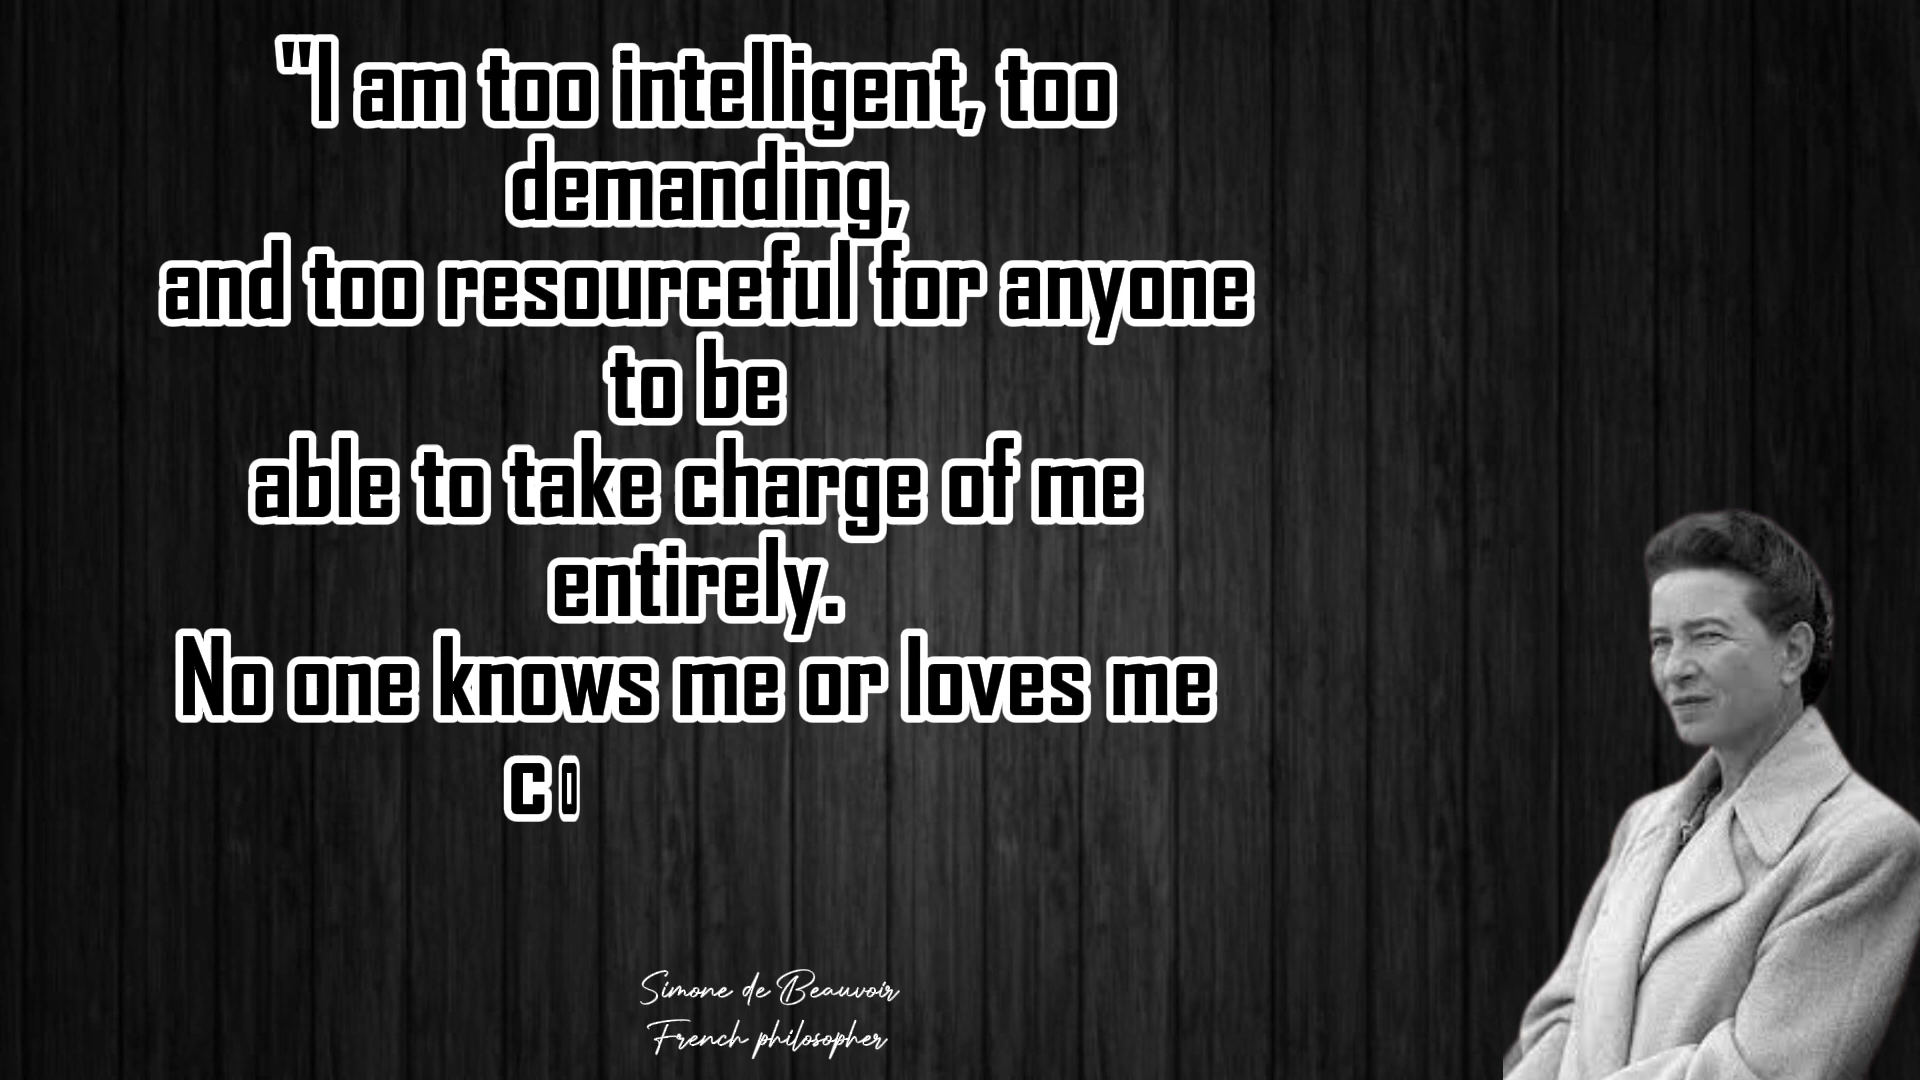 "I am too intelligent, too
demanding,
and too resourceful for anyone
to be
able to take charge of me
entirely.
No one knows me or loves me
co
Simone de Beauvoir
French philosopher